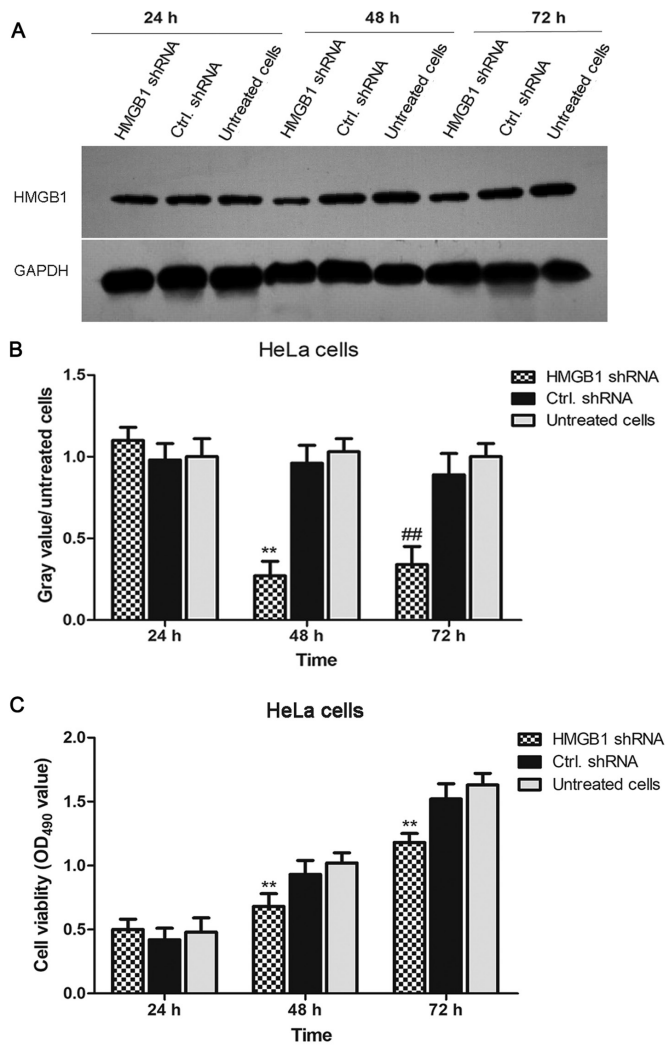 A
24 h 48 h 72 h
HMGB1 shRNA Ctrl. shRNA Untreated cells HMGB1 shRNA Ctrl. shRNA Untreated cells HMGB1 shRNA Ctrl. shRNA Untreated cells
HMGB1
GAPDH
B
HeLa cells
HMGB1 shRNA
Ctrl. shRNA
Untreated cells
Gray value/untreated cells
1.5
1.0
0.5
0.0
**
##
24 h 48 h 72 h
Time
C
HeLa cells
HMGB1 shRNA
Ctrl. shRNA
Untreated cells
Cell viablity (OD490 value)
2.0
1.5
1.0
0.5
0.0
**
**
24 h 48 h 72 h
Time